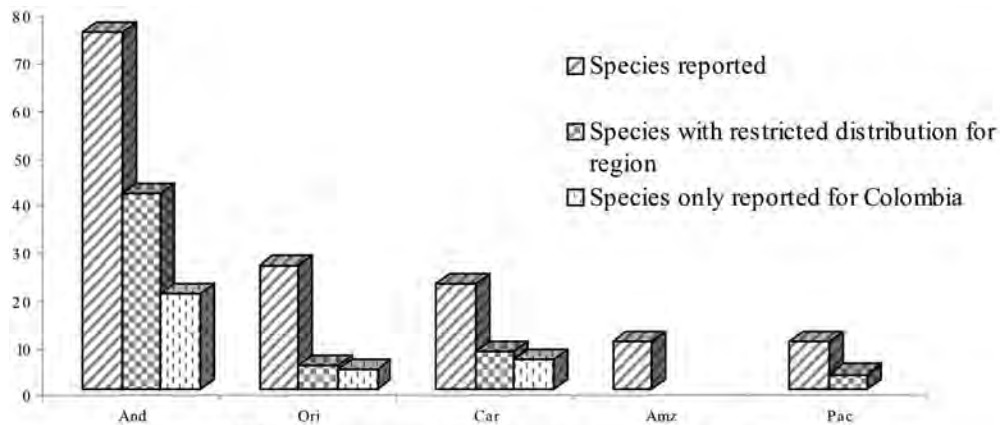 80
70
60
50
40
30
20
10
0
Species reported
Species with restricted distribution for
region
Species only reported for Colombia
And
Ori
Car
Amz
Pac